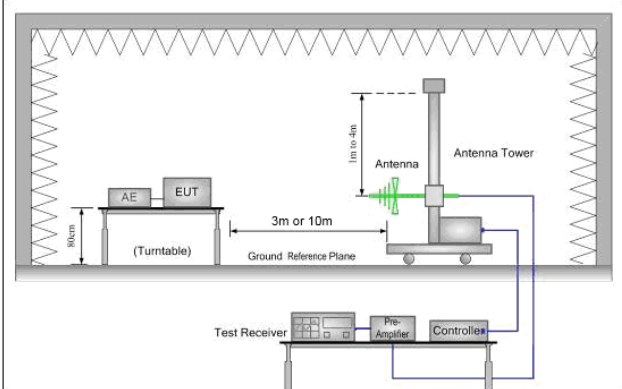 1m to 4m
Antenna
Antenna Tower
AE
EUT
80cm
(Turntable)
3m or 10m
Ground Reference Plane
Test Receiver
Pre-
Amplifier
Controller